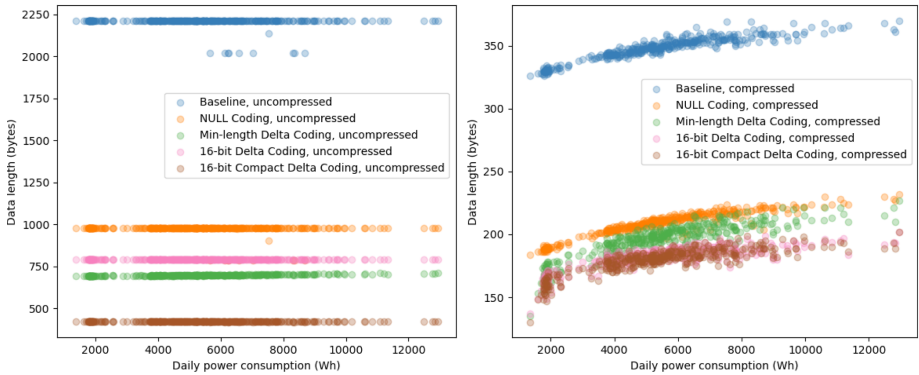 2250
2000
1750
1500
1250
1000
750
500
Data length (bytes)
2000 4000 6000 8000 10000 12000
Daily power consumption (Wh)
Baseline, uncompressed
NULL Coding, uncompressed
Min-length Delta Coding, uncompressed
16-bit Delta Coding, uncompressed
16-bit Compact Delta Coding, uncompressed
350
300
250
200
150
Data length (bytes)
2000 4000 6000 8000 10000 12000
Daily power consumption (Wh)
Baseline, compressed
NULL Coding, compressed
Min-length Delta Coding, compressed
16-bit Delta Coding, compressed
16-bit Compact Delta Coding, compressed